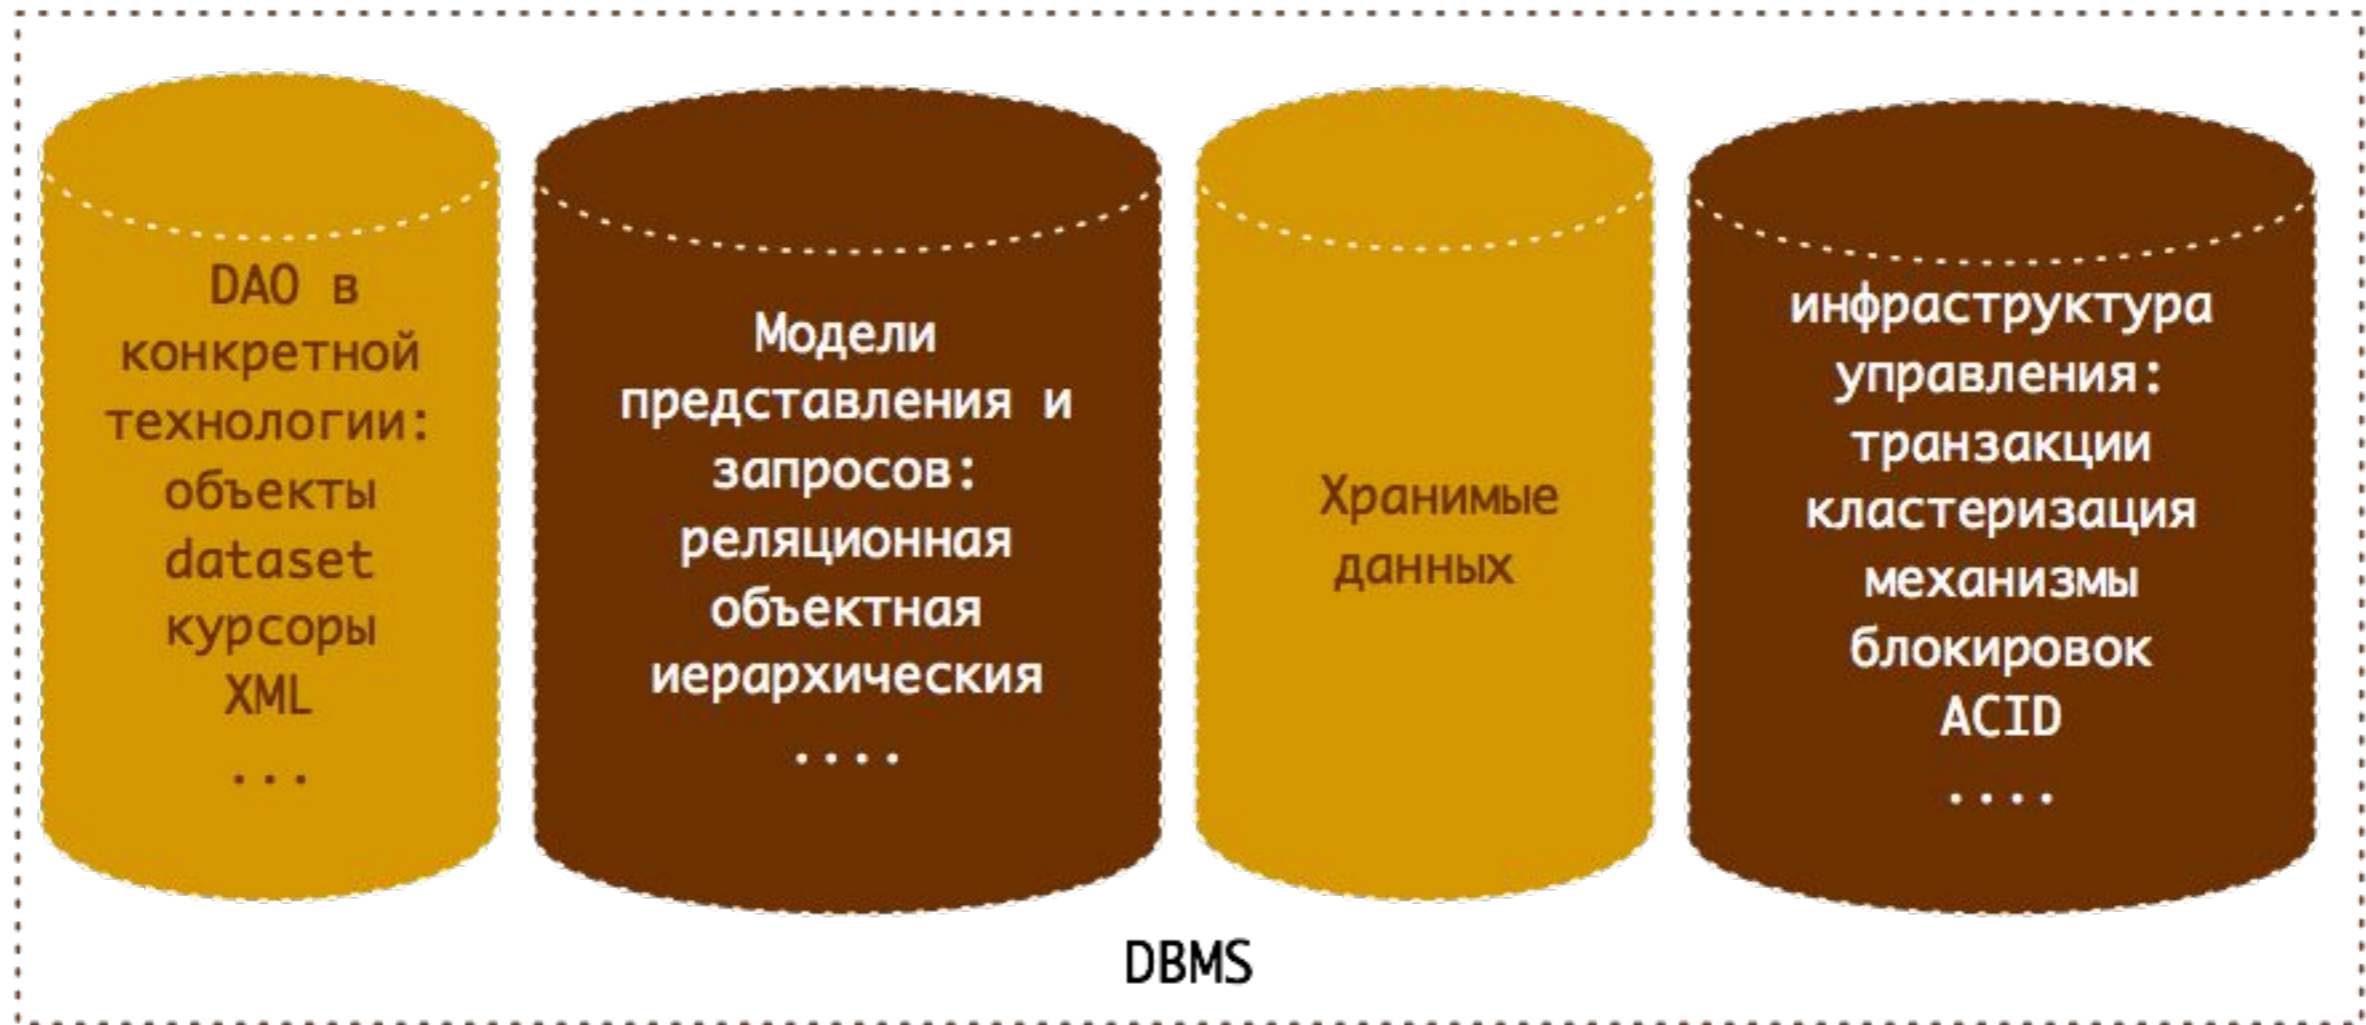 DAO в
конкретной
технологии:
объекты
dataset
курсоры
XML
...
Модели
представления и
запросов:
реляционная
объектная
иерархическия
....
Хранимые
данных
инфраструктура
управления:
транзакции
кластеризация
механизмы
блокировок
ACID
....
DBMS